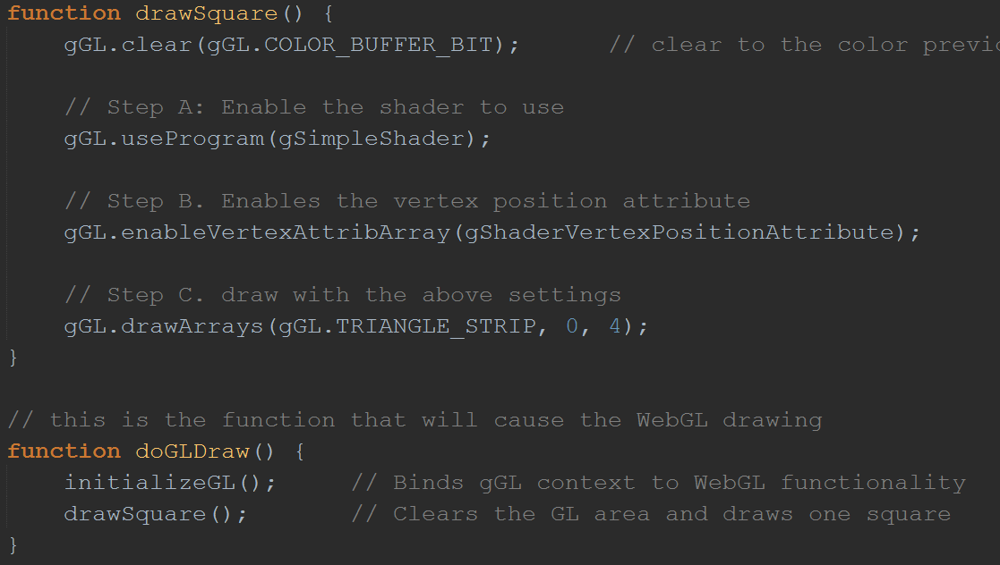 function drawSquare() {
gGL.clear(gGL.COLOR_BUFFER_BIT); // clear to the color
// Step A: Enable the shader to use
gGL.useProgram(gSimpleShader);
// Step B. Enables the vertex position attribute
gGL.enableVertexAttribArray(gShaderVertexPositionAttribute);
// Step C. draw with the above settings
gGL.drawArrays(gGL.TRIANGLE_STRIP, 0, 4);
}
// this is the function that will cause the WebGL drawing
function doGLDraw() {
initializeGL(); // Binds gGL context to WebGL functionality
drawSquare(); // Clears the GL area and draws one square
}